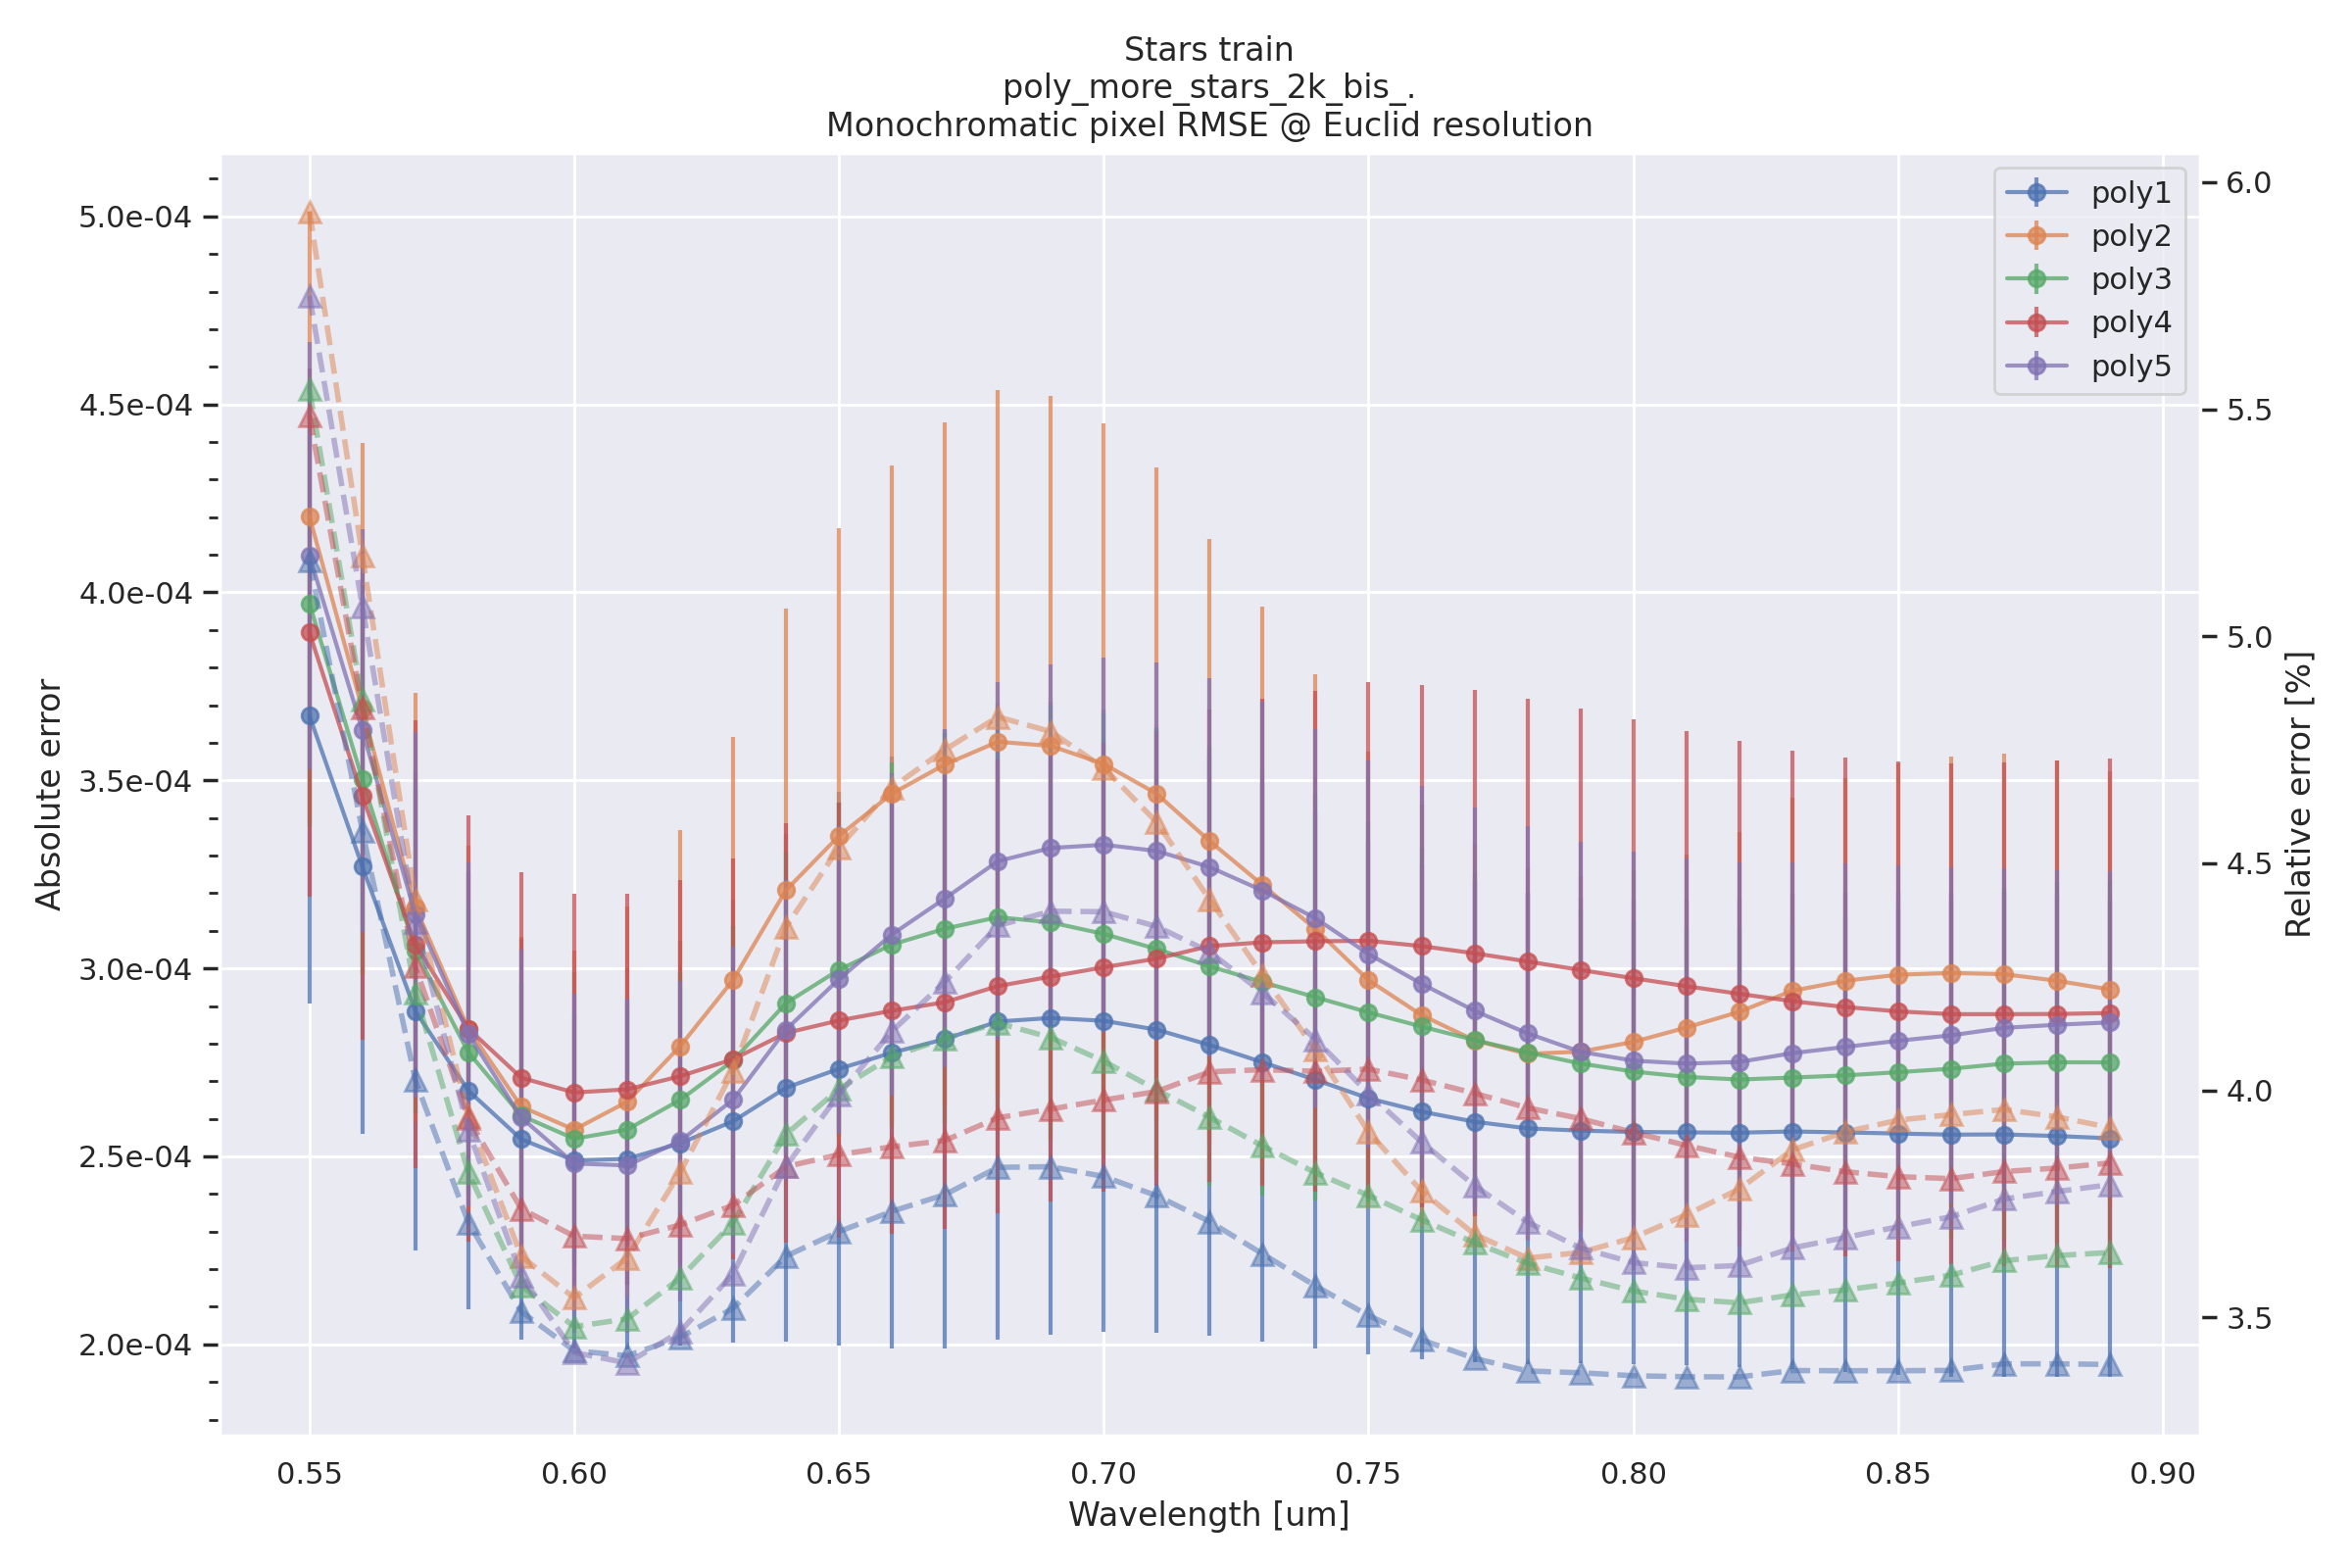 Stars train
poly_more_stars_2k_bis_.
Monochromatic pixel RMSE @ Euclid resolution
5.0e-04
4.5e-04
4.0e-04
3.5e-04
3.0e-04
2.5e-04
2.0e-04
Absolute error
6.0
5.5
5.0
4.5
4.0
3.5
Relative error [%]
poly1
poly2
poly3
poly4
poly5
0.55 0.60 0.65 0.70 0.75 0.80 0.85 0.90
Wavelength [um]